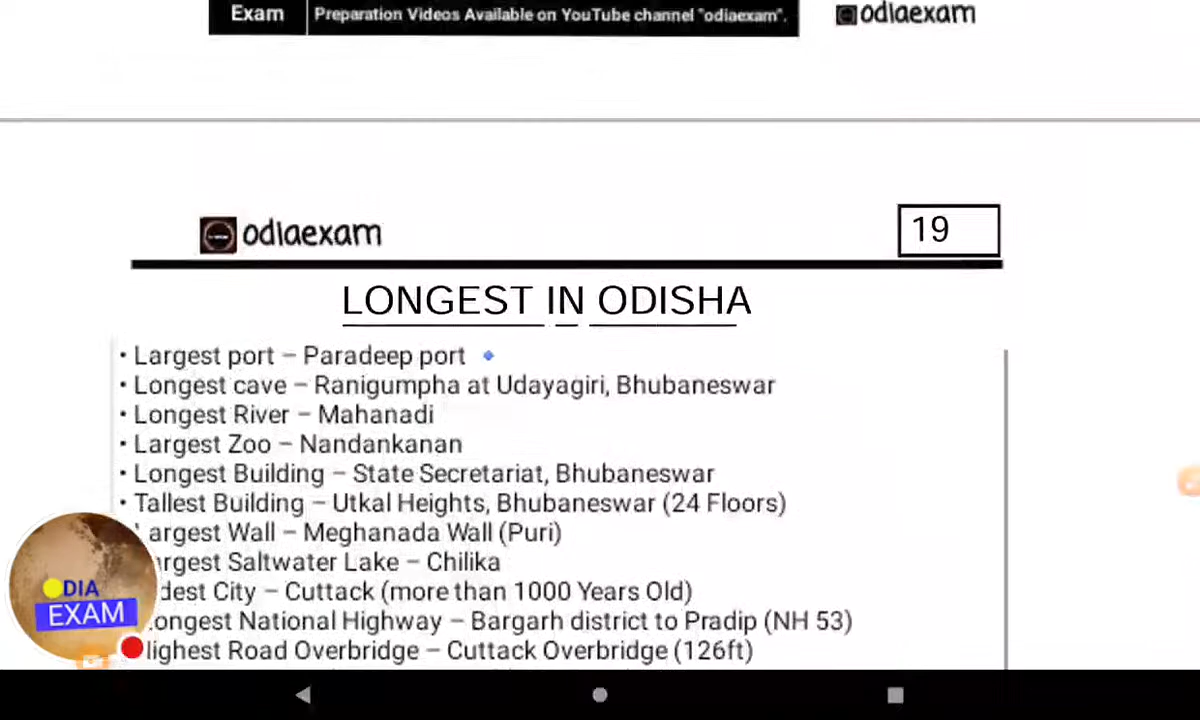 Exam Preparation Videos Available on YouTube channel "odiaexam".
odiaexam
odiaexam
19
LONGEST IN ODISHA
• Largest port – Paradeep port
• Longest cave – Ranigumpha at Udayagiri, Bhubaneswar
• Longest River – Mahanadi
• Largest Zoo – Nandankanan
• Longest Building – State Secretariat, Bhubaneswar
• Tallest Building – Utkal Heights, Bhubaneswar (24 Floors)
argest Wall – Meghanada Wall (Puri)
rgest Saltwater Lake – Chilika
dest City – Cuttack (more than 1000 Years Old)
ongest National Highway – Bargarh district to Pradip (NH 53)
ighest Road Overbridge – Cuttack Overbridge (126ft)
DIA
EXAM